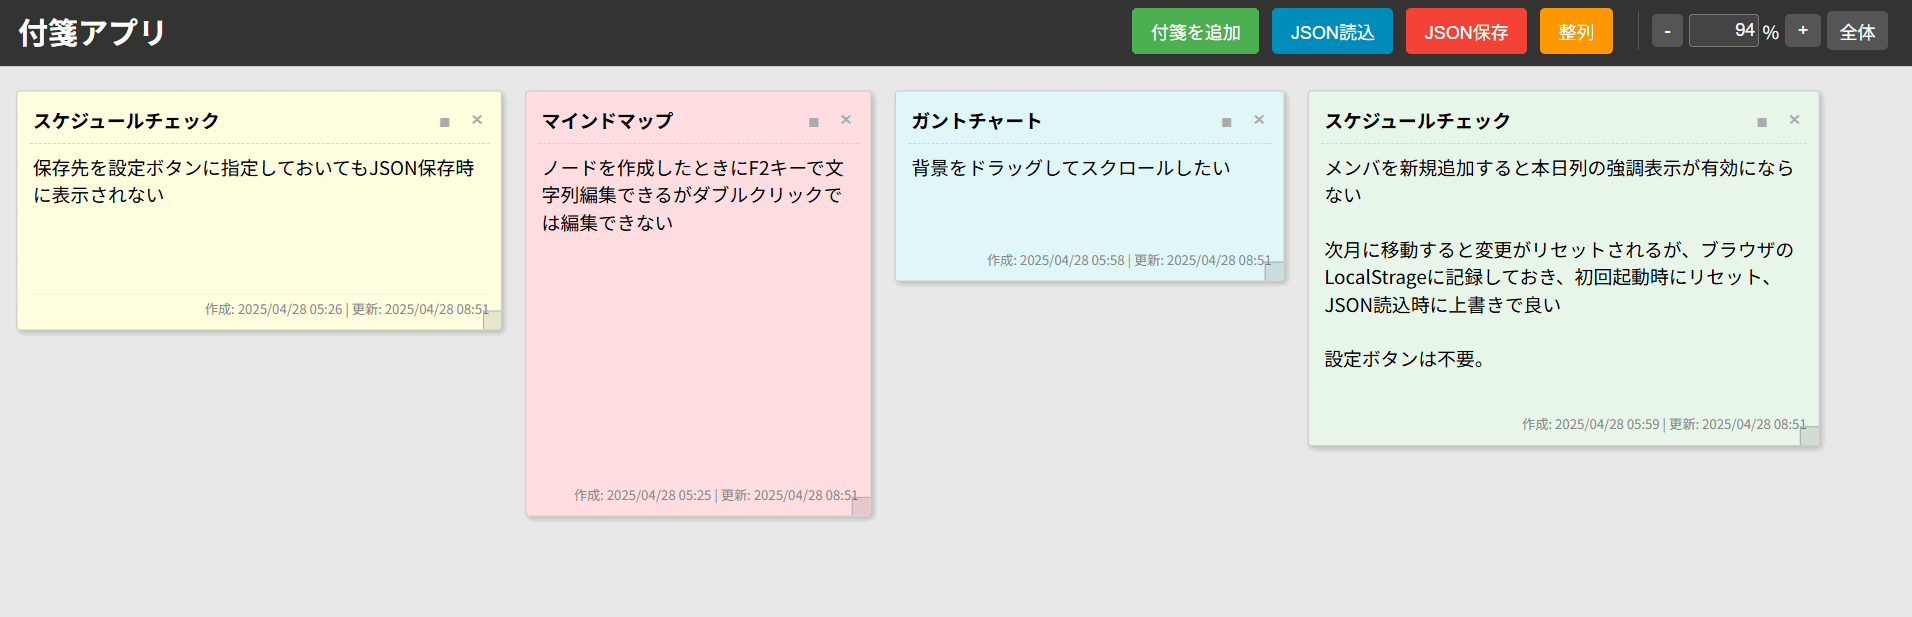 付箋アプリ
付箋を追加 JSON読込 JSON保存 整列 - 94 % + 全体
スケジュールチェック ■ ×
保存先を設定ボタンに指定しておいてもJSON保存時
に表示されない
作成: 2025/04/28 05:26 | 更新: 2025/04/28 08:51
マインドマップ ■ ×
ノードを作成したときにF2キーで文
字列編集できるがダブルクリックで
は編集できない
作成: 2025/04/28 05:25 | 更新: 2025/04/28 08:51
ガントチャート ■ ×
背景をドラッグしてスクロールしたい
作成: 2025/04/28 05:58 | 更新: 2025/04/28 08:51
スケジュールチェック ■ ×
メンバを新規追加すると本日列の強調表示が有効になら
ない
次月に移動すると変更がリセットされるが、ブラウザの
LocalStrageに記録しておき、初回起動時にリセット、
JSON読込時に上書きで良い
設定ボタンは不要。
作成: 2025/04/28 05:59 | 更新: 2025/04/28 08:51